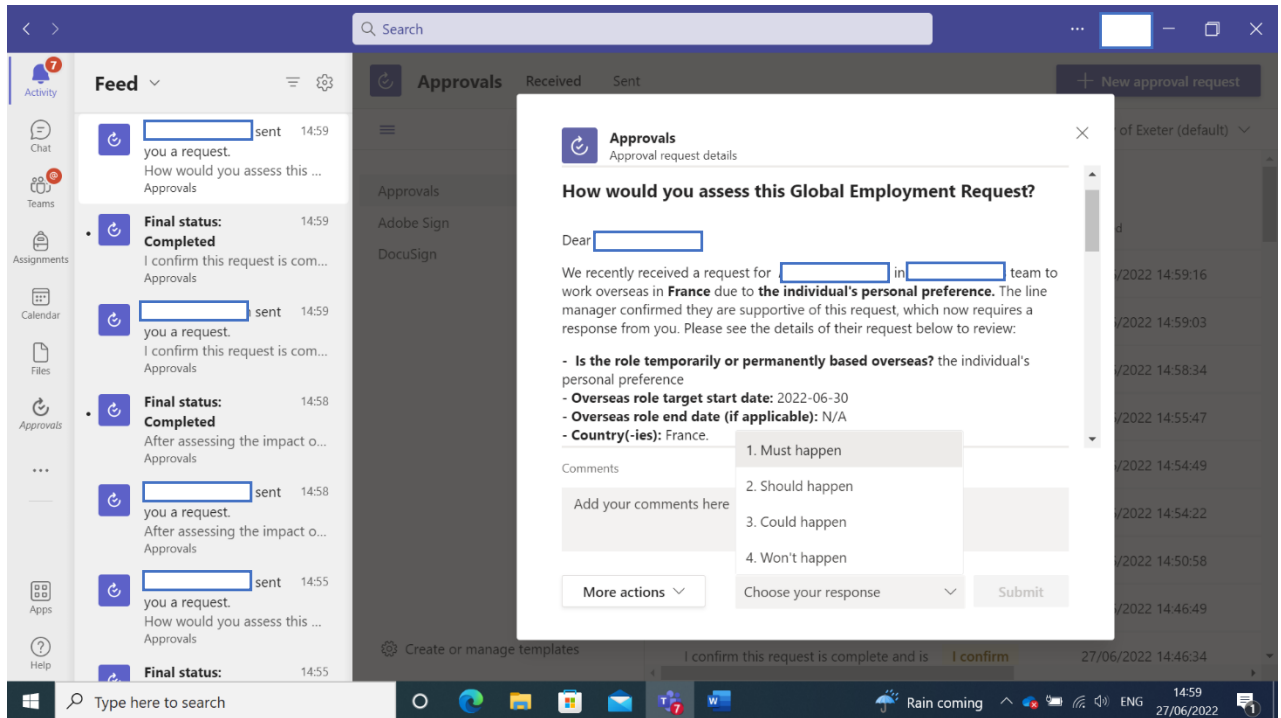 Search
...
7
Activity
Chat
@
Teams
Assignments
Calendar
Files
Approvals
...
Apps
Help
Feed
sent 14:59
you a request.
How would you assess this ...
Approvals
Final status: 14:59
Completed
I confirm this request is com...
Approvals
sent 14:59
you a request.
I confirm this request is com...
Approvals
Final status: 14:58
Completed
After assessing the impact o...
Approvals
sent 14:58
you a request.
After assessing the impact o...
Approvals
sent 14:55
you a request.
How would you assess this ...
Approvals
Final status: 14:55
Approvals Received Sent
+ New approval request
of Exeter (default)
Approvals
Adobe Sign
DocuSign
Create or manage templates
Approvals
Approval request details
How would you assess this Global Employment Request?
Dear
We recently received a request for in team to
work overseas in France due to the individual's personal preference. The line
manager confirmed they are supportive of this request, which now requires a
response from you. Please see the details of their request below to review:
- Is the role temporarily or permanently based overseas? the individual's
personal preference
- Overseas role target start date: 2022-06-30
- Overseas role end date (if applicable): N/A
- Country(-ies): France.
Comments
Add your comments here
1. Must happen
2. Should happen
3. Could happen
4. Won't happen
More actions
Choose your response
Submit
/2022 14:59:16
/2022 14:59:03
/2022 14:58:34
/2022 14:55:47
/2022 14:54:49
/2022 14:54:22
/2022 14:50:58
/2022 14:46:49
I confirm this request is complete and is I confirm 27/06/2022 14:46:34
Type here to search
7
Rain coming
ENG
14:59
27/06/2022
1